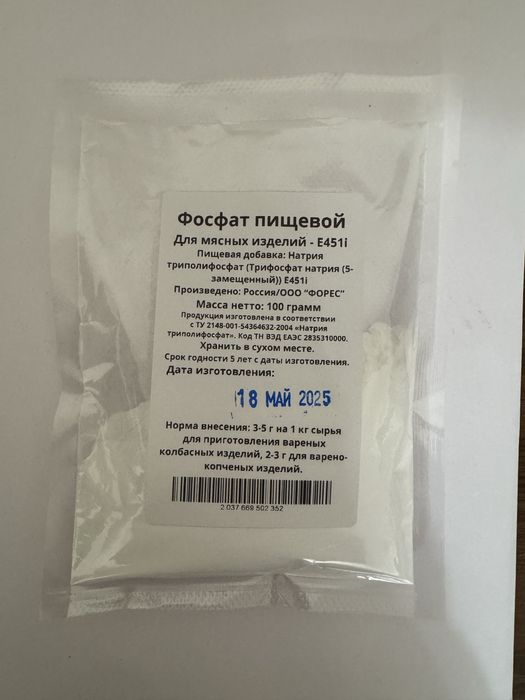 Фосфат пищевой
Для мясных изделий - Е451i
Пищевая добавка: Натрия
триполифосфат (Трифосфат натрия (5-
замещенный)) Е451i
Произведено: Россия/ООО "ФОРЕС"
Масса нетто: 100 грамм
Продукция изготовлена в соответствии
с ТУ 2148-001-54364632-2004 «Натрия
триполифосфат». Код ТН ВЭД ЕАЭС 2835310000.
Хранить в сухом месте.
Срок годности 5 лет с даты изготовления.
Дата изготовления:
18 МАЙ 2025
Норма внесения: 3-5 г на 1 кг сырья
для приготовления вареных
колбасных изделий, 2-3 г для варено-
копченых изделий.
2 037 669 502 352